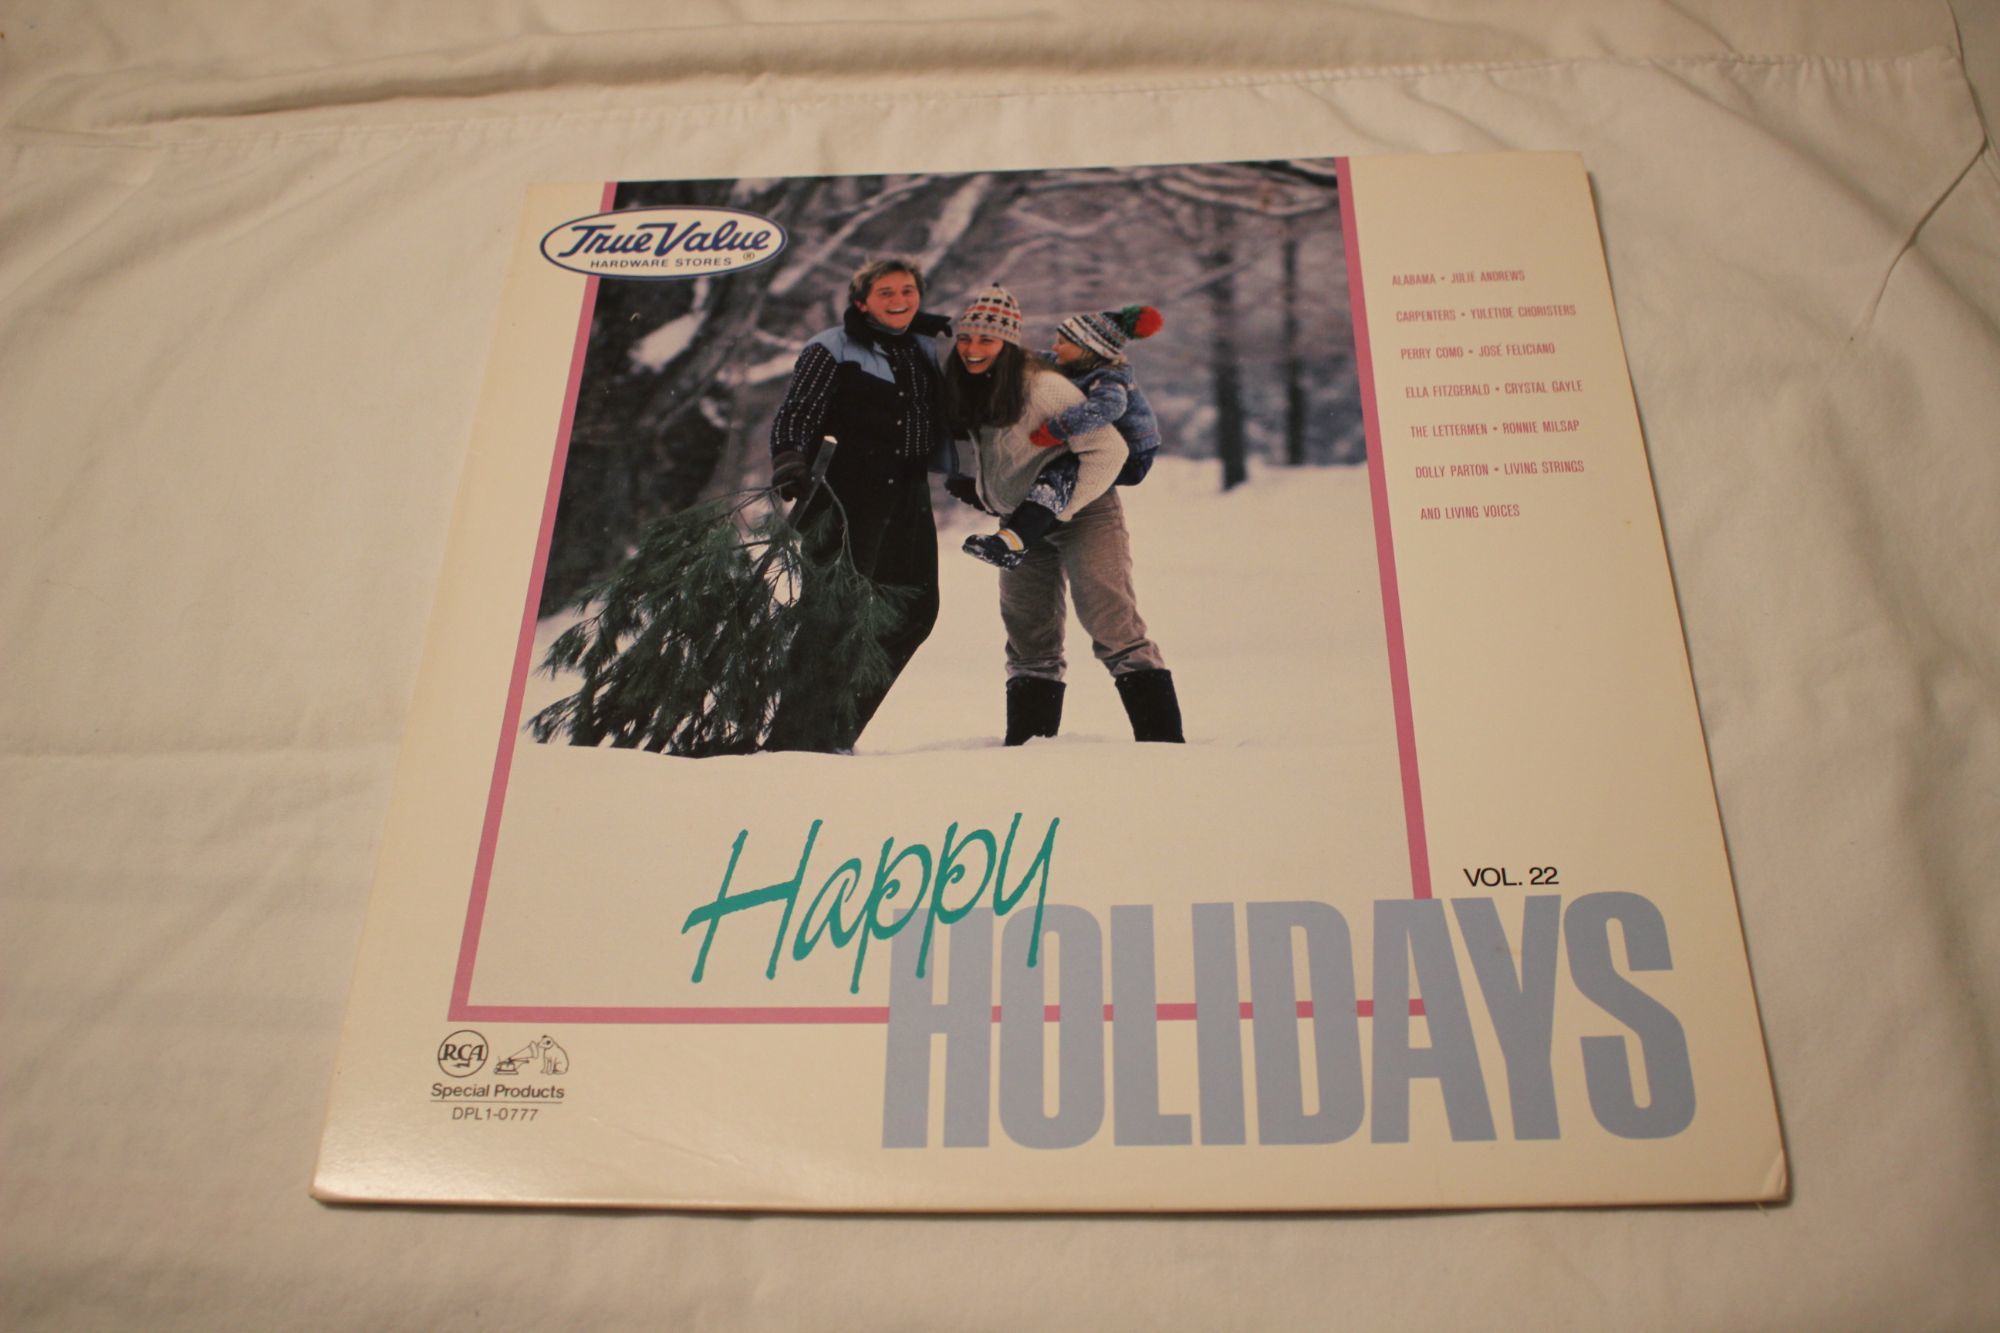 True Value
HARDWARE STORES ®
ALABAMA • JULIE ANDREWS
CARPENTERS • YULETIDE CHORISTERS
PERRY COMO • JOSÉ FELICIANO
ELLA FITZGERALD • CRYSTAL GAYLE
THE LETTERMEN • RONNIE MILSAP
DOLLY PARTON • LIVING STRINGS
AND LIVING VOICES
VOL. 22
Happy
HOLIDAYS
RCA
Special Products
DPL1-0777